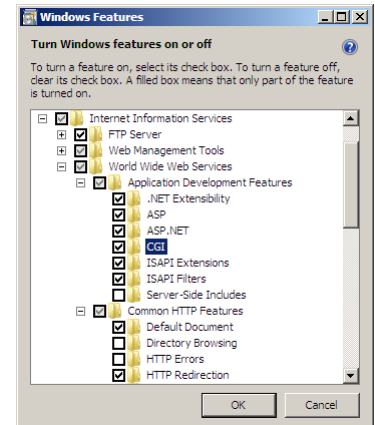 Windows Features
Turn Windows features on or off
To turn a feature on, select its check box. To turn a feature off,
clear its check box. A filled box means that only part of the feature
is turned on.
Internet Information Services
FTP Server
Web Management Tools
World Wide Web Services
Application Development Features
.NET Extensibility
ASP
ASP.NET
CGI
ISAPI Extensions
ISAPI Filters
Server-Side Includes
Common HTTP Features
Default Document
Directory Browsing
HTTP Errors
HTTP Redirection
OK Cancel